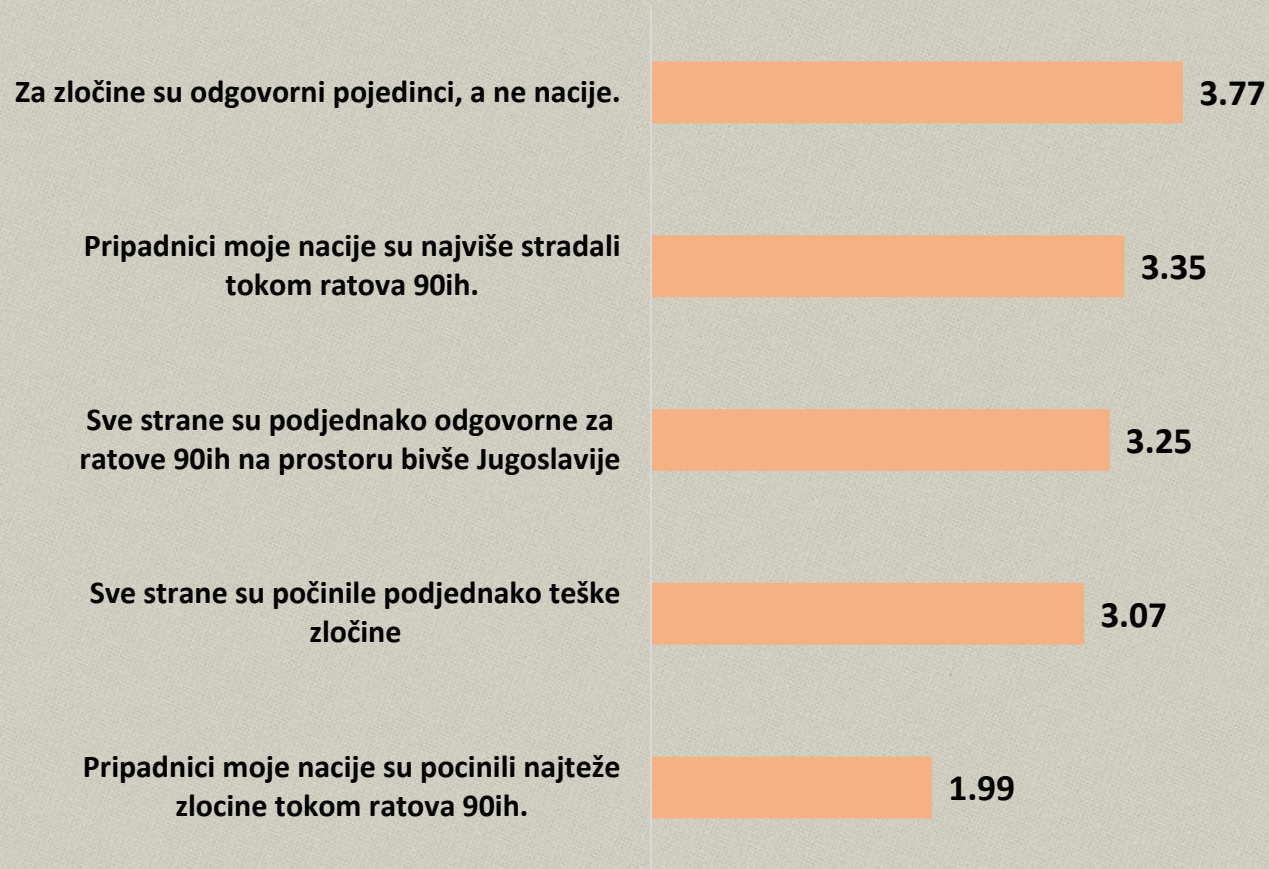 Za zločine su odgovorni pojedinci, a ne nacije.
3.77
Pripadnici moje nacije su najviše stradali
tokom ratova 90ih.
3.35
Sve strane su podjednako odgovorne za
ratove 90ih na prostoru bivše Jugoslavije
3.25
Sve strane su počinile podjednako teške
zločine
3.07
Pripadnici moje nacije su pocinili najteže
zlocine tokom ratova 90ih.
1.99